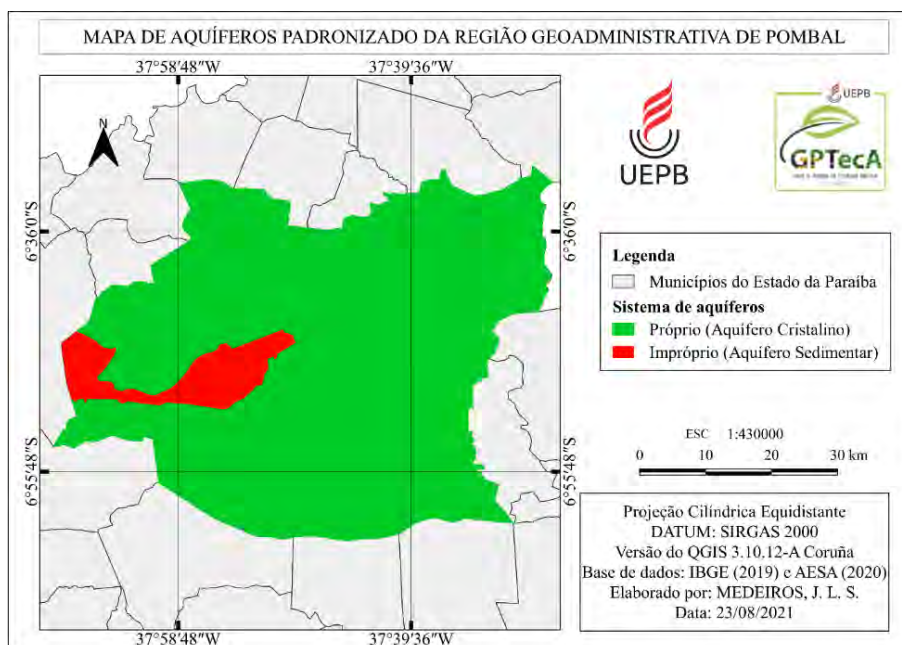 MAPA DE AQUÍFEROS PADRONIZADO DA REGIÃO GEOADMINISTRATIVA DE POMBAL
37°58'48"W 37°39'36"W
N
6°36'0"S 6°36'0"S
6°55'48"S 6°55'48"S
37°58'48"W 37°39'36"W
UEPB
UEPB
GPTecA
Legenda
Municípios do Estado da Paraíba
Sistema de aquíferos
Próprio (Aquífero Cristalino)
Impróprio (Aquífero Sedimentar)
ESC 1:430000
0 10 20 30 km
Projeção Cilíndrica Equidistante
DATUM: SIRGAS 2000
Versão do QGIS 3.10.12-A Coruña
Base de dados: IBGE (2019) e AESA (2020)
Elaborado por: MEDEIROS, J. L. S.
Data: 23/08/2021